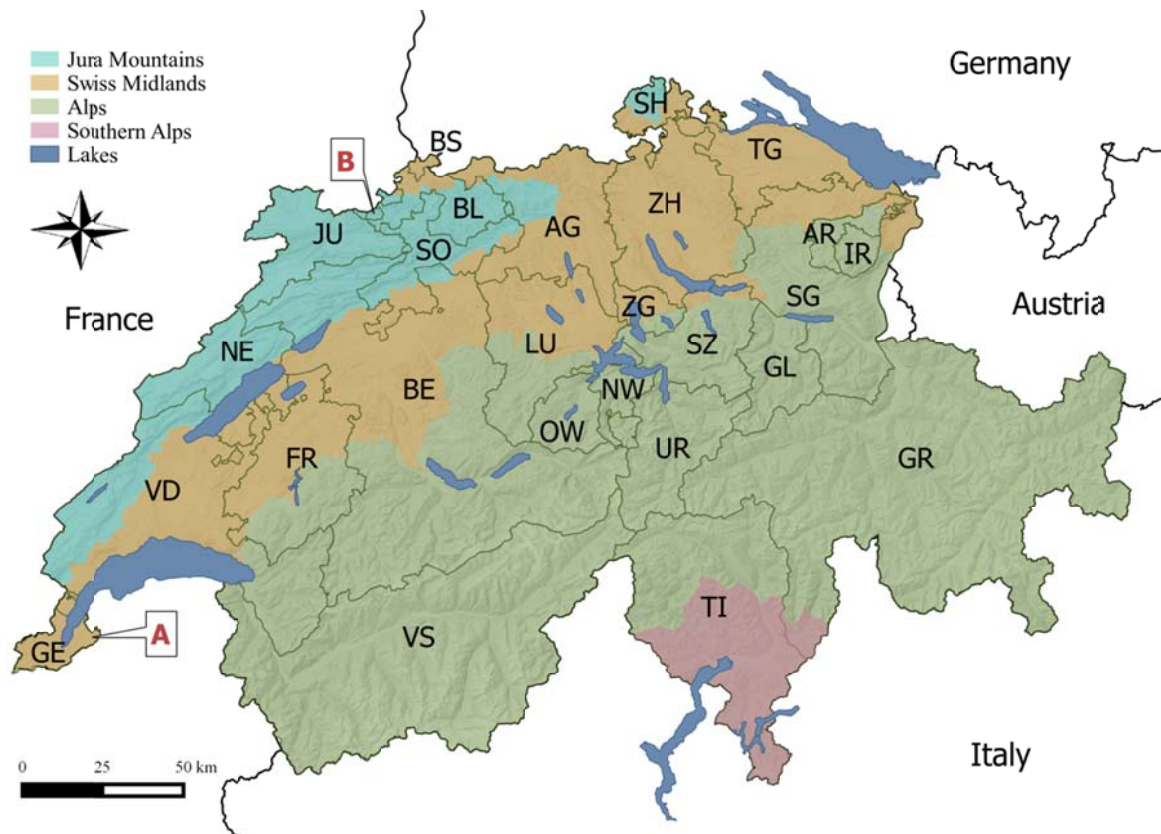 Jura Mountains
Swiss Midlands
Alps
Southern Alps
Lakes
Germany
France
Austria
Italy
SH
BS
TG
B
BL
ZH
JU
AG
AR
SO
IR
ZG
SG
NE
LU
SZ
BE
GL
NW
OW
FR
UR
GR
VD
TI
A
VS
GE
0 25 50 km